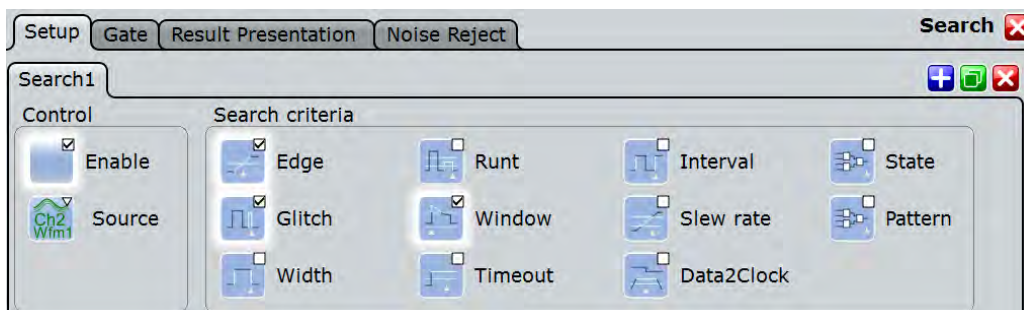 Setup Gate Result Presentation Noise Reject Search
Search1
Control Search criteria
Enable Edge Runt Interval State
Ch2
Wfm1 Source Glitch Window Slew rate Pattern
Width Timeout Data2Clock